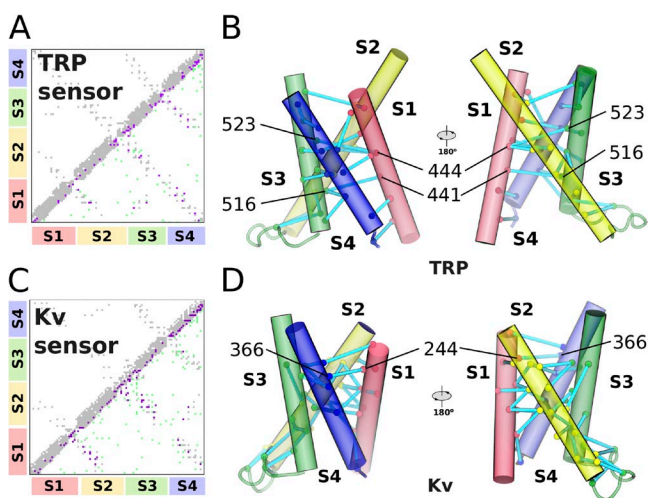 A
TRP
sensor
S4
S3
S2
S1
S1 S2 S3 S4
B
S2
S1
523
516
S3
S4
180º
444
441
S2
S1
523
516
S3
S4
TRP
C
Kv
sensor
S4
S3
S2
S1
S1 S2 S3 S4
D
S2
366
S1
S3
S4
180º
244
S2
S1
366
S3
S4
Kv